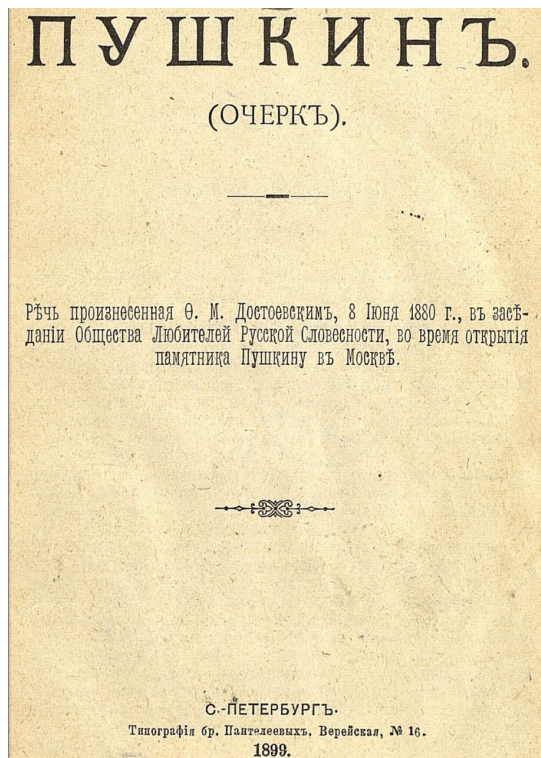 ПУШКИНЪ.
(ОЧЕРКЪ).
Рѣчь произнесенная Ѳ. М. Достоевскимъ, 8 Іюня 1880 г., въ засѣ-
даніи Общества Любителей Русской Словесности, во время открытія
памятника Пушкину въ Москвѣ.
С.-ПЕТЕРБУРГЪ.
Типографія бр. Пантелеевыхъ. Верейская, № 16.
1899.